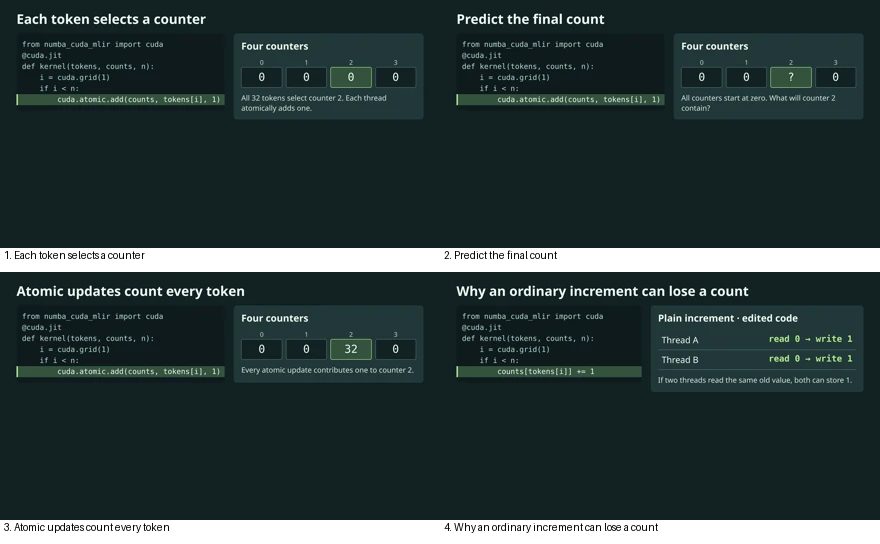 Each token selects a counter
from numba_cuda_mlir import cuda
@cuda.jit
def kernel(tokens, counts, n):
    i = cuda.grid(1)
    if i < n:
        cuda.atomic.add(counts, tokens[i], 1)
Four counters
0 1 2 3
0 0 0 0
All 32 tokens select counter 2. Each thread
atomically adds one.
1. Each token selects a counter
Predict the final count
from numba_cuda_mlir import cuda
@cuda.jit
def kernel(tokens, counts, n):
    i = cuda.grid(1)
    if i < n:
        cuda.atomic.add(counts, tokens[i], 1)
Four counters
0 1 2 3
0 0 ? 0
All counters start at zero. What will counter 2
contain?
2. Predict the final count
Atomic updates count every token
from numba_cuda_mlir import cuda
@cuda.jit
def kernel(tokens, counts, n):
    i = cuda.grid(1)
    if i < n:
        cuda.atomic.add(counts, tokens[i], 1)
Four counters
0 1 2 3
0 0 32 0
Every atomic update contributes one to counter 2.
3. Atomic updates count every token
Why an ordinary increment can lose a count
from numba_cuda_mlir import cuda
@cuda.jit
def kernel(tokens, counts, n):
    i = cuda.grid(1)
    if i < n:
        counts[tokens[i]] += 1
Plain increment · edited code
Thread A read 0 → write 1
Thread B read 0 → write 1
If two threads read the same old value, both can store 1.
4. Why an ordinary increment can lose a count